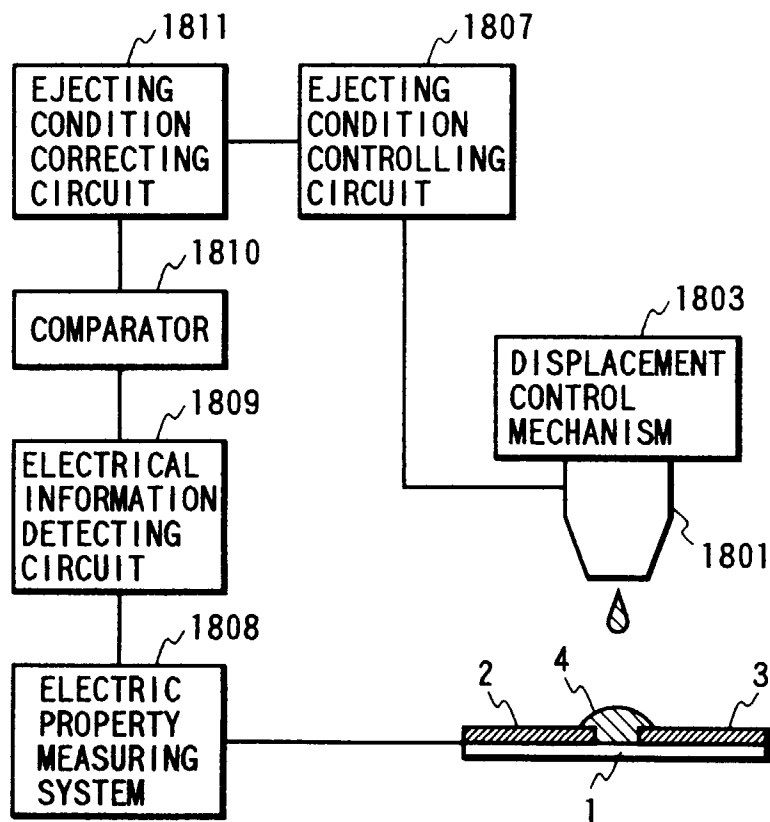 1811
EJECTING
CONDITION
CORRECTING
CIRCUIT
1807
EJECTING
CONDITION
CONTROLLING
CIRCUIT
1810
COMPARATOR
1803
DISPLACEMENT
CONTROL
MECHANISM
1809
ELECTRICAL
INFORMATION
DETECTING
CIRCUIT
1801
1808
ELECTRIC
PROPERTY
MEASURING
SYSTEM
2
4
3
1